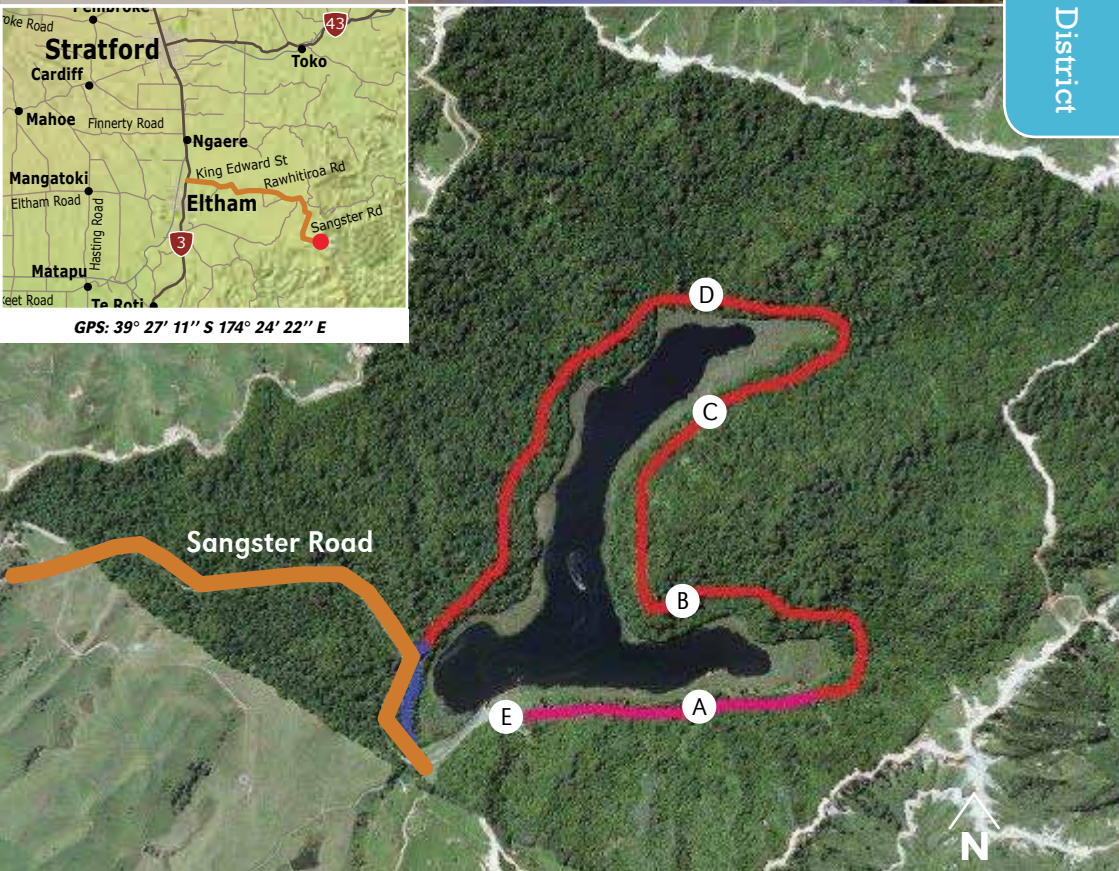 District
Pembroke
43
oke Road
Stratford
Toko
Cardiff
Mahoe
Finnerty Road
Ngaere
King Edward St
Rawhitiroa Rd
Mangatoki
Eltham Road
Hasting Road
Eltham
Sangster Rd
3
Matapu
keet Road
Te Roti
GPS: 39° 27' 11'' S 174° 24' 22'' E
D
C
Sangster Road
B
A
E
N